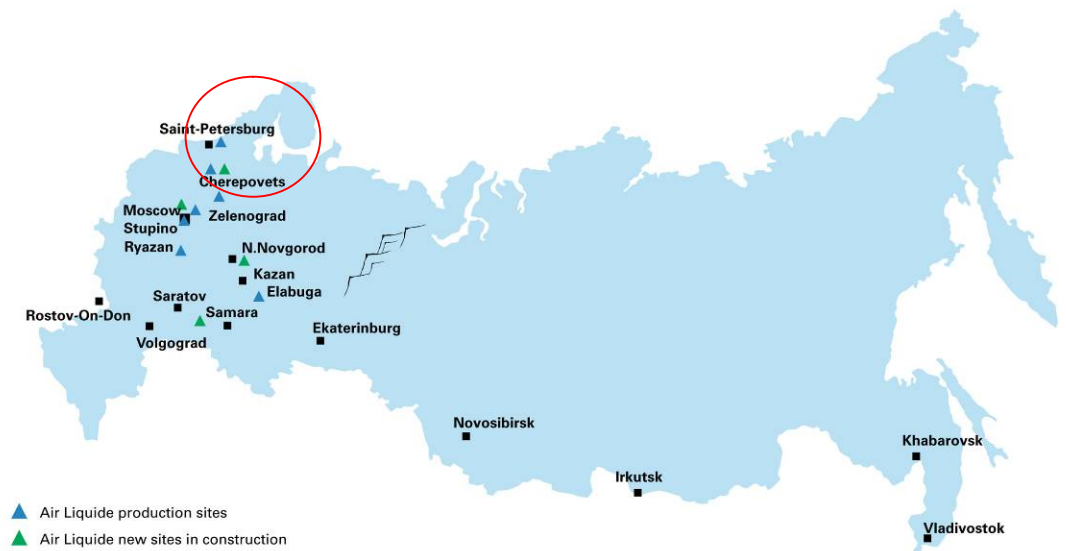 Saint-Petersburg
Cherepovets
Moscow
Zelenograd
Stupino
Ryazan
N.Novgorod
Kazan
Elabuga
Saratov
Samara
Rostov-On-Don
Volgograd
Ekaterinburg
Novosibirsk
Khabarovsk
Irkutsk
Vladivostok
Air Liquide production sites
Air Liquide new sites in construction